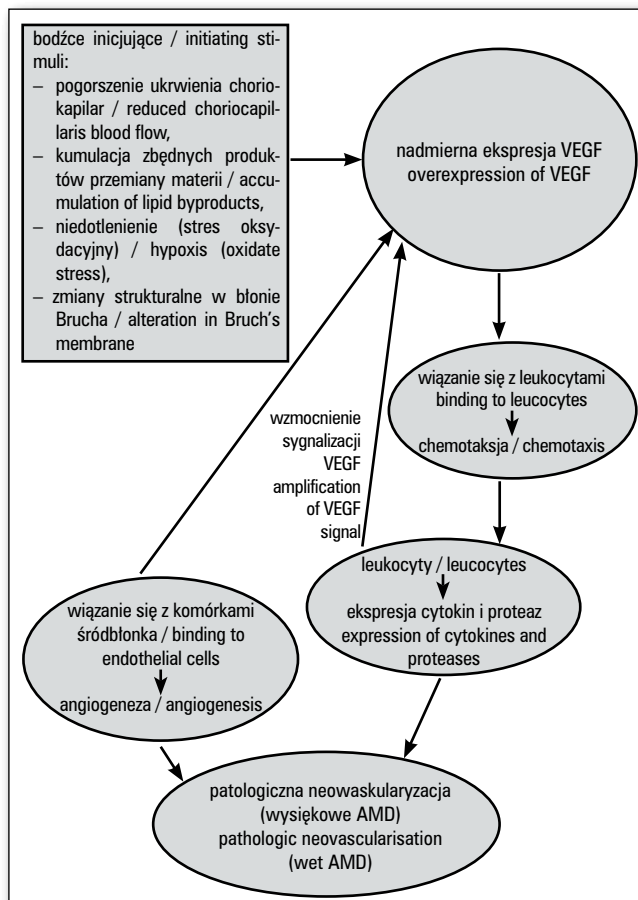 bodźce inicjujące / initiating sti-
muli:
– pogorszenie ukrwienia chorio-
kapilar / reduced choriocapil-
laris blood flow,
– kumulacja zbędnych produk-
tów przemiany materii / accu-
mulation of lipid byproducts,
– niedotlenienie (stres oksy-
dacyjny) / hypoxis (oxidate
stress),
– zmiany strukturalne w błonie
Brucha / alteration in Bruch's
membrane
nadmierna ekspresja VEGF
overexpression of VEGF
wiązanie się z leukocytami
binding to leucocytes
chemotaksja / chemotaxis
wzmocnienie
sygnalizacji
VEGF
amplification
of VEGF
signal
leukocyty / leucocytes
ekspresja cytokin i proteaz
expression of cytokines and
proteases
wiązanie się z komórkami
śródbłonka / binding to
endothelial cells
angiogeneza / angiogenesis
patologiczna neowaskularyzacja
(wysiękowe AMD)
pathologic neovascularisation
(wet AMD)